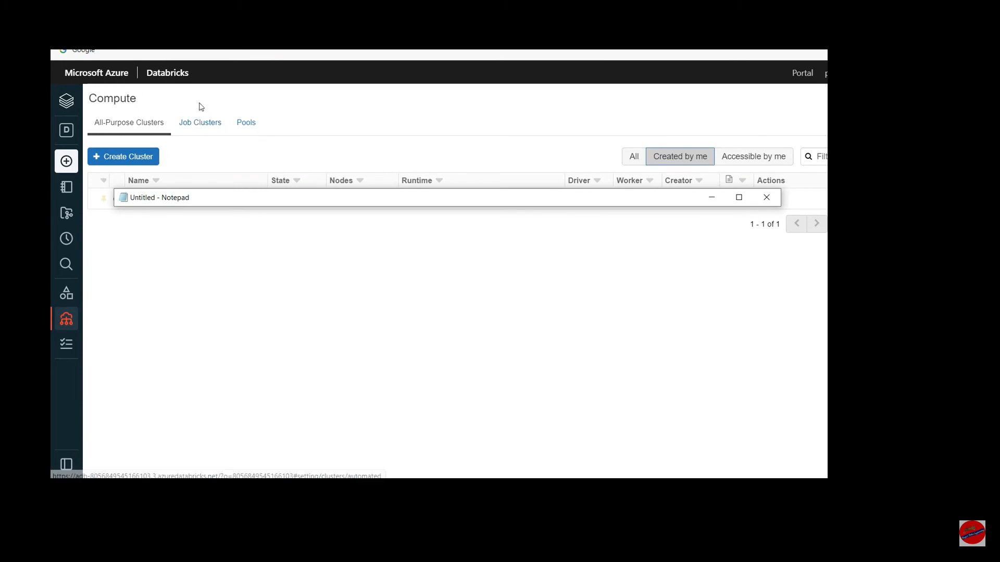 Google
Microsoft Azure | Databricks
Portal
Compute
All-Purpose Clusters
Job Clusters
Pools
+ Create Cluster
All
Created by me
Accessible by me
Filt
Name
State
Nodes
Runtime
Driver
Worker
Creator
Actions
Untitled - Notepad
1 - 1 of 1
D
https://adb-8056849545166103.3.azuredatabricks.net/?o=8056849545166103#setting/clusters/automated